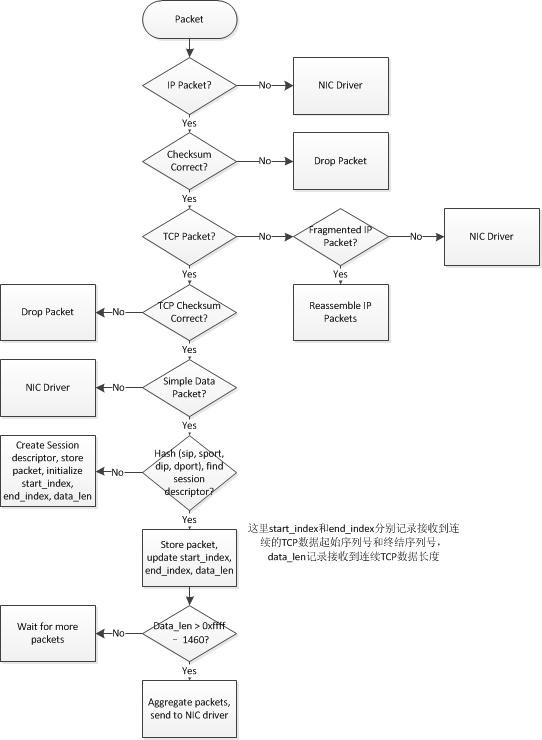 Packet
IP Packet?
No
NIC Driver
Yes
Checksum
Correct?
No
Drop Packet
Yes
TCP Packet?
No
Fragmented IP
Packet?
No
NIC Driver
Yes
Yes
Drop Packet
No
TCP Checksum
Correct?
Reassemble IP
Packets
Yes
NIC Driver
No
Simple Data
Packet?
Yes
Create Session
descriptor, store
packet, initialize
start_index,
end_index, data_len
No
Hash (sip, sport,
dip, dport), find
session
descriptor?
Yes
Store packet,
update start_index,
end_index, data_len
这里start_index和end_index分别记录接收到连
续的TCP数据起始序列号和终结序列号，
data_len记录接收到连续TCP数据长度
Wait for more
packets
No
Data_len > 0xffff
– 1460?
Yes
Aggregate packets,
send to NIC driver